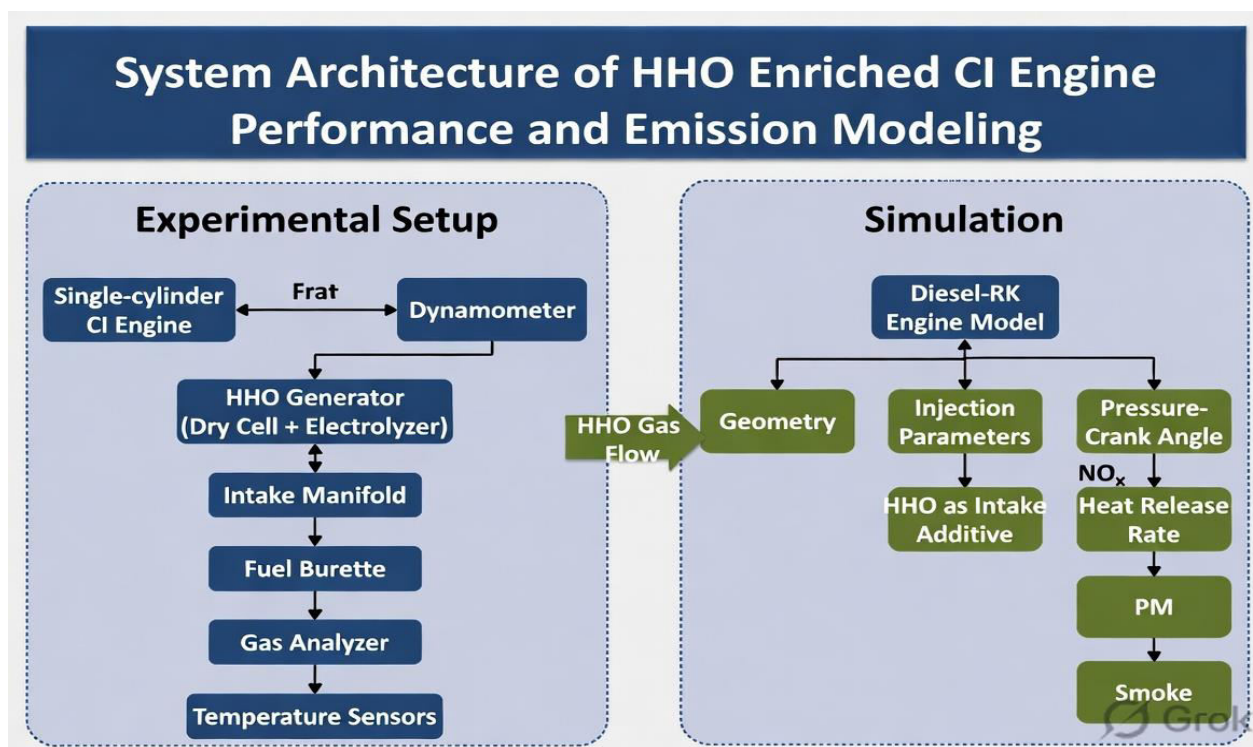 System Architecture of HHO Enriched CI Engine
Performance and Emission Modeling
Experimental Setup
Single-cylinder
CI Engine
Frat
Dynamometer
HHO Generator
(Dry Cell + Electrolyzer)
Intake Manifold
Fuel Burette
Gas Analyzer
Temperature Sensors
HHO Gas
Flow
Simulation
Diesel-RK
Engine Model
Geometry
Injection
Parameters
Pressure-
Crank Angle
HHO as Intake
Additive
NOₓ
Heat Release
Rate
PM
Smoke
Grok